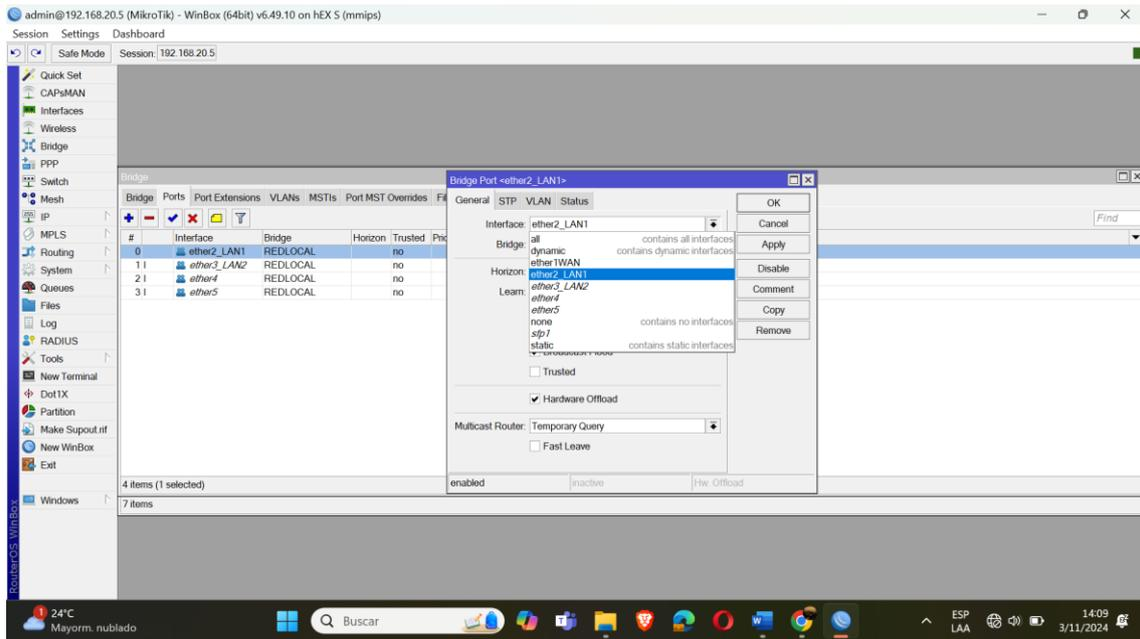 admin@192.168.20.5 (MikroTik) - WinBox (64bit) v6.49.10 on hEX S (mmips)
Session Settings Dashboard
Safe Mode Session: 192.168.20.5
Quick Set
CAPsMAN
Interfaces
Wireless
Bridge
PPP
Switch
Mesh
IP
MPLS
Routing
System
Queues
Files
Log
RADIUS
Tools
New Terminal
Dot1X
Partition
Make Supout.rif
New WinBox
Exit
Windows
RouterOS WinBox
Bridge
Bridge Ports Port Extensions VLANs MSTIs Port MST Overrides
Find
# Interface Bridge Horizon Trusted
0 ether2_LAN1 REDLOCAL no
1 I ether3_LAN2 REDLOCAL no
2 I ether4 REDLOCAL no
3 I ether5 REDLOCAL no
4 items (1 selected)
7 items
Bridge Port <ether2_LAN1>
General STP VLAN Status
Interface: ether2_LAN1
Bridge:
Horizon:
Learn:
all contains all interfaces
dynamic contains dynamic interfaces
ether1WAN
ether2_LAN1
ether3_LAN2
ether4
ether5
none contains no interfaces
sfp1
static contains static interfaces
Broadcast Flood
Trusted
Hardware Offload
Multicast Router: Temporary Query
Fast Leave
OK
Cancel
Apply
Disable
Comment
Copy
Remove
enabled inactive Hw. Offload
1
24°C
Mayorm. nublado
Buscar
ESP
LAA
14:09
3/11/2024